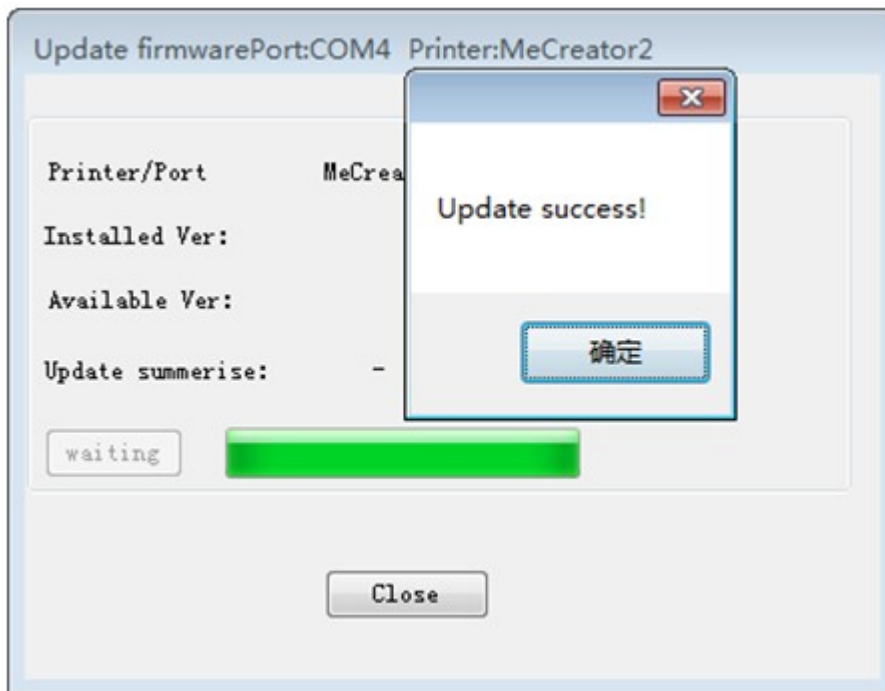 Update firmwarePort:COM4 Printer:MeCreator2
Printer/Port MeCrea
Update success!
Installed Ver:
Available Ver:
确定
Update summerise: -
waiting
Close